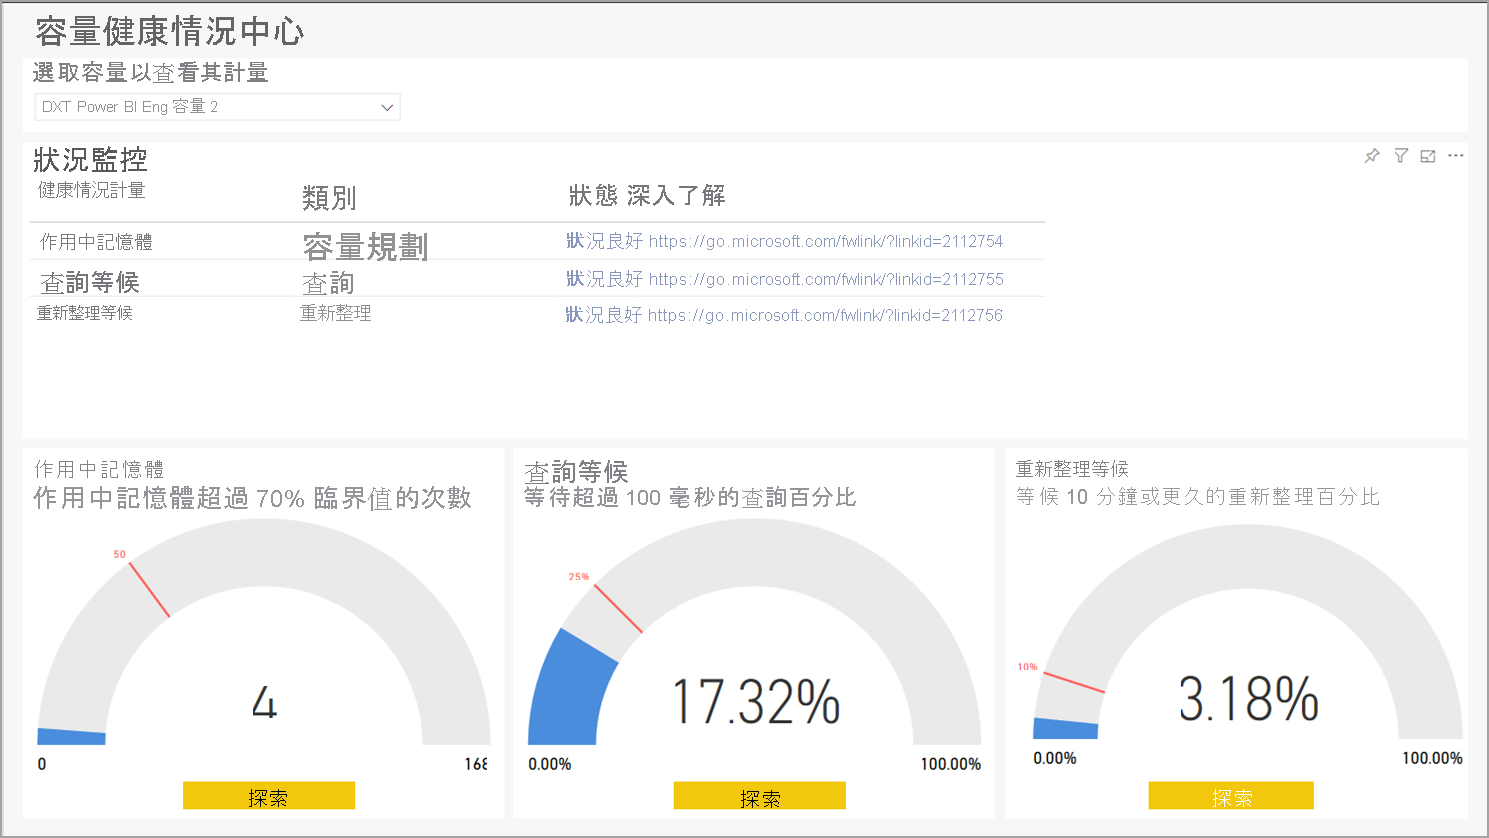 容量健康情況中心
選取容量以查看其計量
DXT Power BI Eng 容量 2
狀況監控
健康情況計量 類別 狀態 深入了解
作用中記憶體 容量規劃 狀況良好 https://go.microsoft.com/fwlink/?linkid=2112754
查詢等候 查詢 狀況良好 https://go.microsoft.com/fwlink/?linkid=2112755
重新整理等候 重新整理 狀況良好 https://go.microsoft.com/fwlink/?linkid=2112756
作用中記憶體
作用中記憶體超過 70% 臨界值的次數
50
4
0 168
探索
查詢等候
等待超過 100 毫秒的查詢百分比
25%
17.32%
0.00% 100.00%
探索
重新整理等候
等候 10 分鐘或更久的重新整理百分比
10%
3.18%
0.00% 100.00%
探索